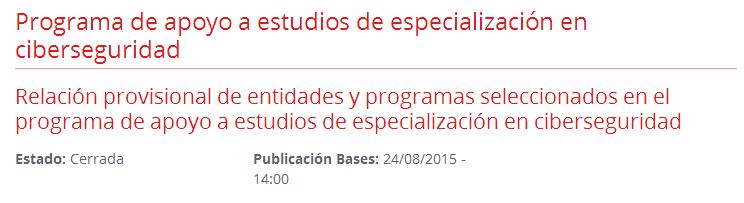 Programa de apoyo a estudios de especialización en
ciberseguridad
Relación provisional de entidades y programas seleccionados en el
programa de apoyo a estudios de especialización en ciberseguridad
Estado: Cerrada
Publicación Bases: 24/08/2015 -
14:00